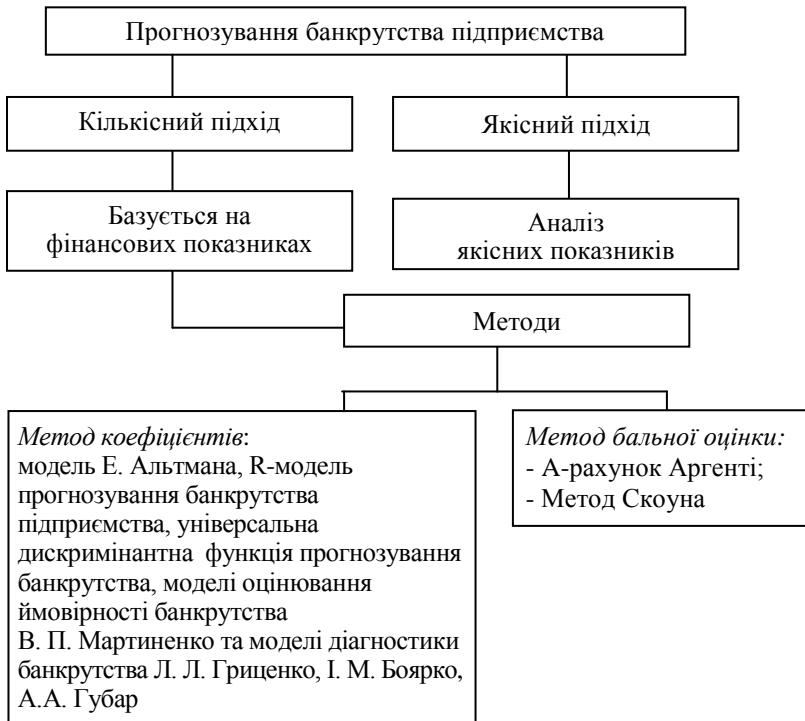 Прогнозування банкрутства підприємства
Кількісний підхід
Якісний підхід
Базується на
фінансових показниках
Аналіз
якісних показників
Методи
Метод коефіцієнтів:
модель Е. Альтмана, R-модель
прогнозування банкрутства
підприємства, універсальна
дискримінантна функція прогнозування
банкрутства, моделі оцінювання
ймовірності банкрутства
В. П. Мартиненко та моделі діагностики
банкрутства Л. Л. Гриценко, І. М. Боярко,
А.А. Губар
Метод бальної оцінки:
- А-рахунок Аргенті;
- Метод Скоуна